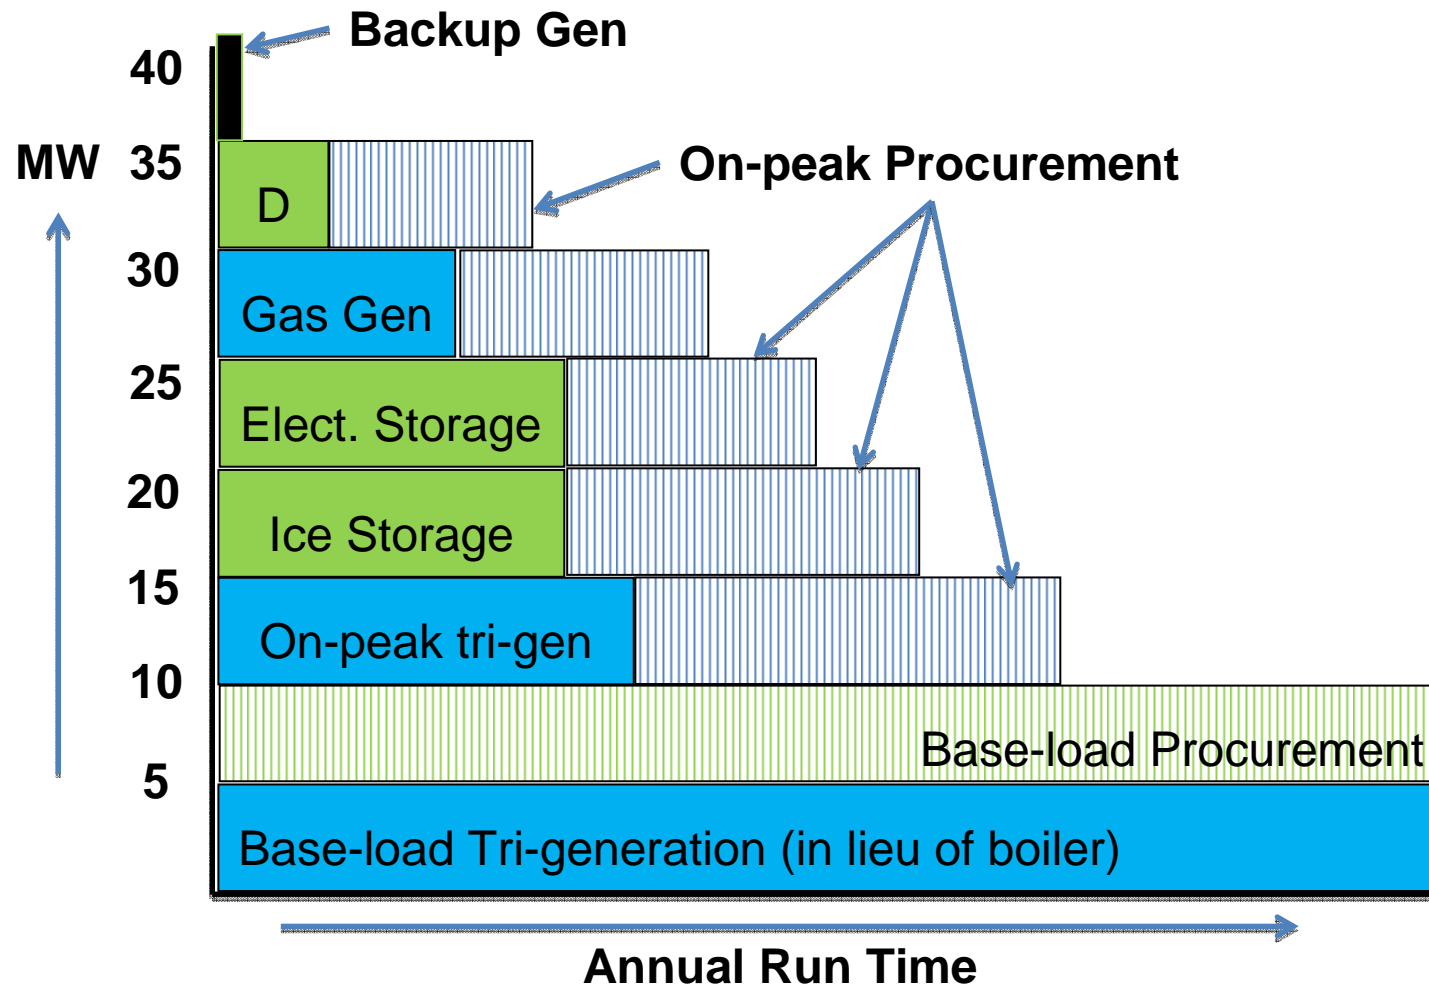 Backup Gen
40
MW
35
On-peak Procurement
D
30
Gas Gen
25
Elect. Storage
20
Ice Storage
15
On-peak tri-gen
10
Base-load Procurement
5
Base-load Tri-generation (in lieu of boiler)
Annual Run Time